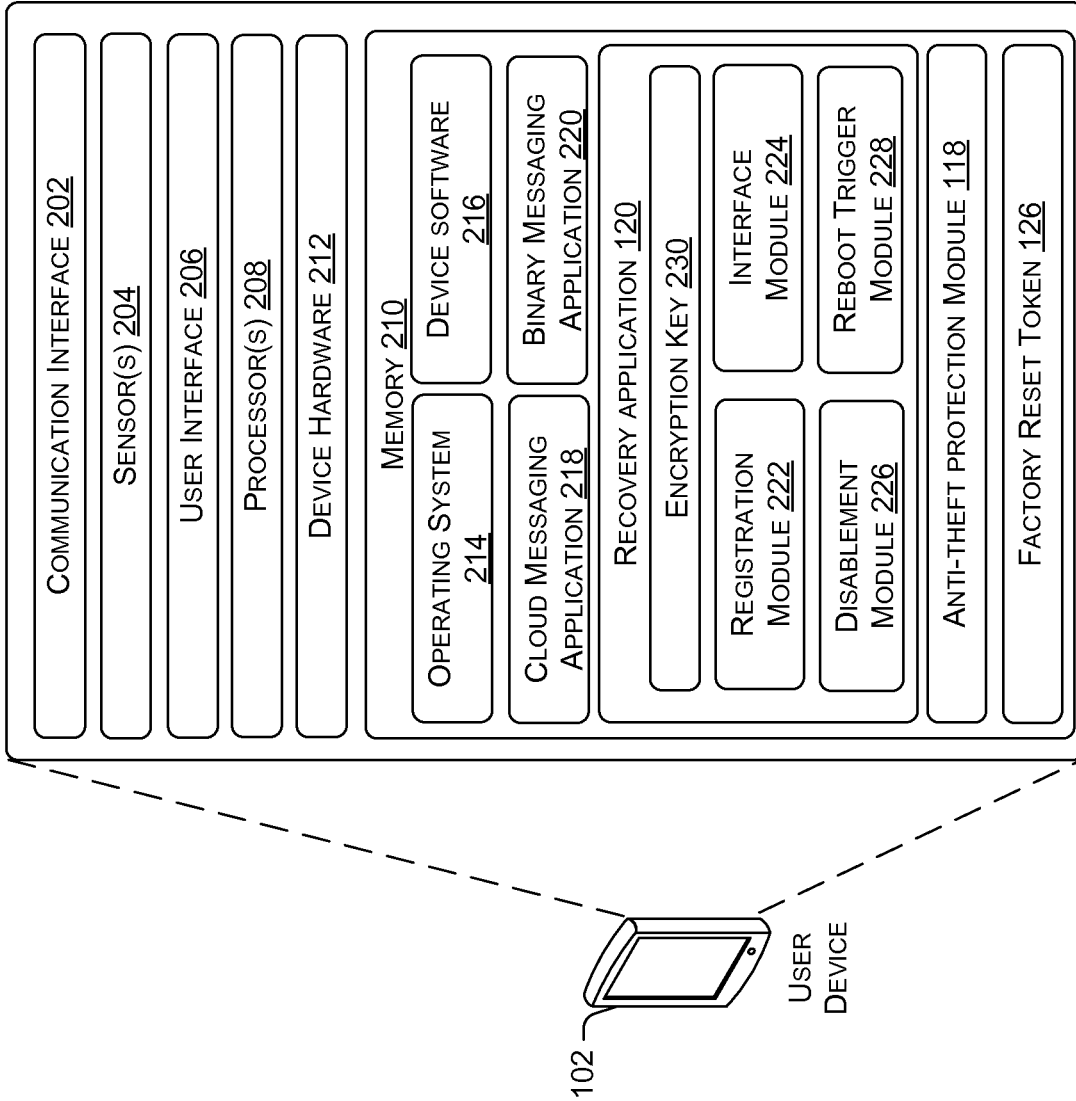 COMMUNICATION INTERFACE 202
SENSOR(S) 204
USER INTERFACE 206
PROCESSOR(S) 208
DEVICE HARDWARE 212
MEMORY 210
OPERATING SYSTEM
214
DEVICE SOFTWARE
216
CLOUD MESSAGING
APPLICATION 218
BINARY MESSAGING
APPLICATION 220
RECOVERY APPLICATION 120
ENCRYPTION KEY 230
REGISTRATION
MODULE 222
INTERFACE
MODULE 224
DISABLEMENT
MODULE 226
REBOOT TRIGGER
MODULE 228
ANTI-THEFT PROTECTION MODULE 118
FACTORY RESET TOKEN 126
102
USER
DEVICE